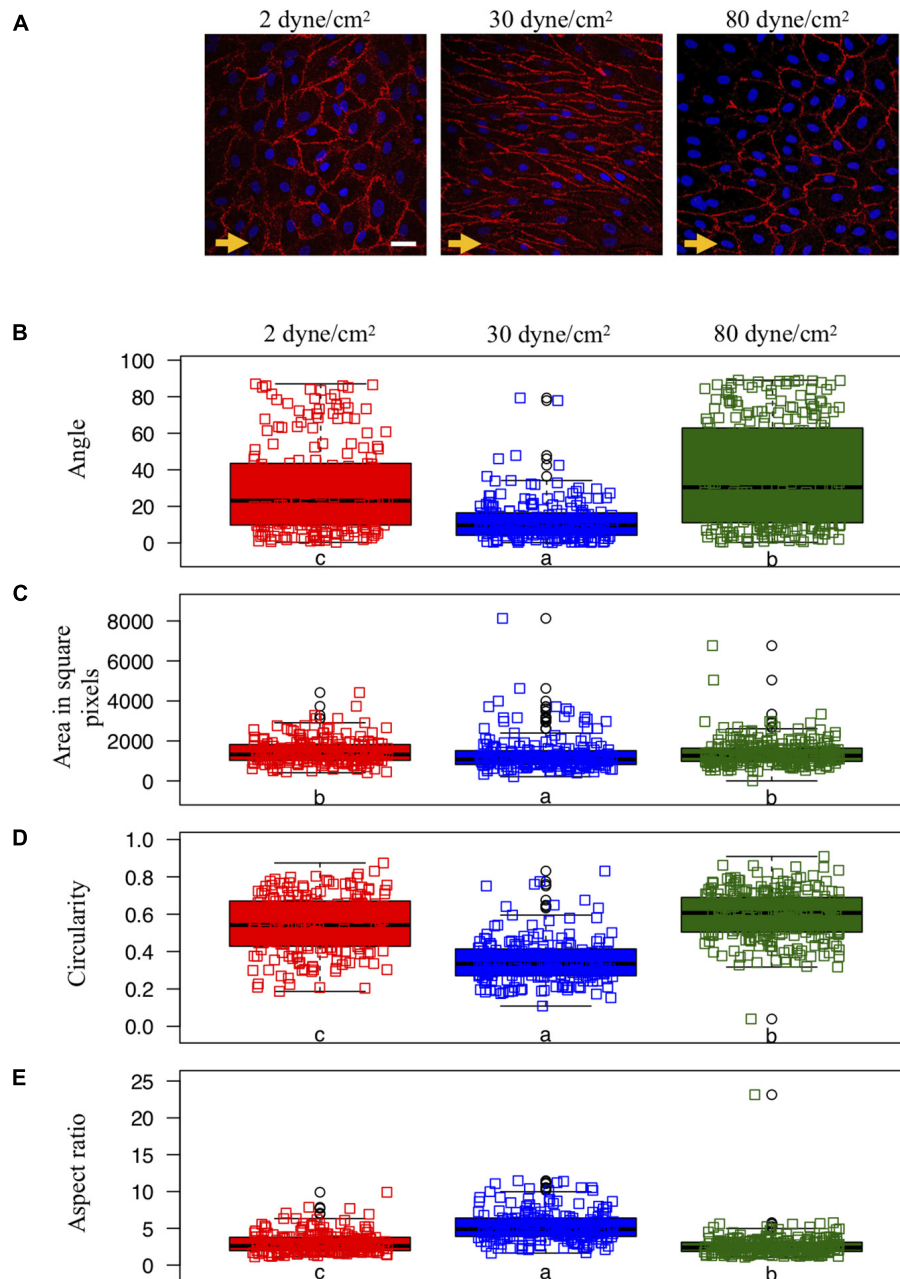 A
2 dyne/cm²
30 dyne/cm²
80 dyne/cm²
B
2 dyne/cm²
30 dyne/cm²
80 dyne/cm²
Angle
100
80
60
40
20
0
c
a
b
C
Area in square
pixels
8000
6000
4000
2000
0
b
a
b
D
Circularity
1.0
0.8
0.6
0.4
0.2
0.0
c
a
b
E
Aspect ratio
25
20
15
10
5
0
c
a
b